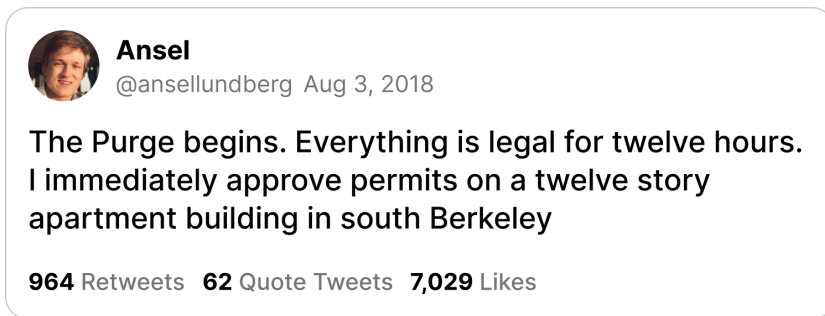 Ansel
@ansellundberg Aug 3, 2018
The Purge begins. Everything is legal for twelve hours.
I immediately approve permits on a twelve story
apartment building in south Berkeley
964 Retweets 62 Quote Tweets 7,029 Likes